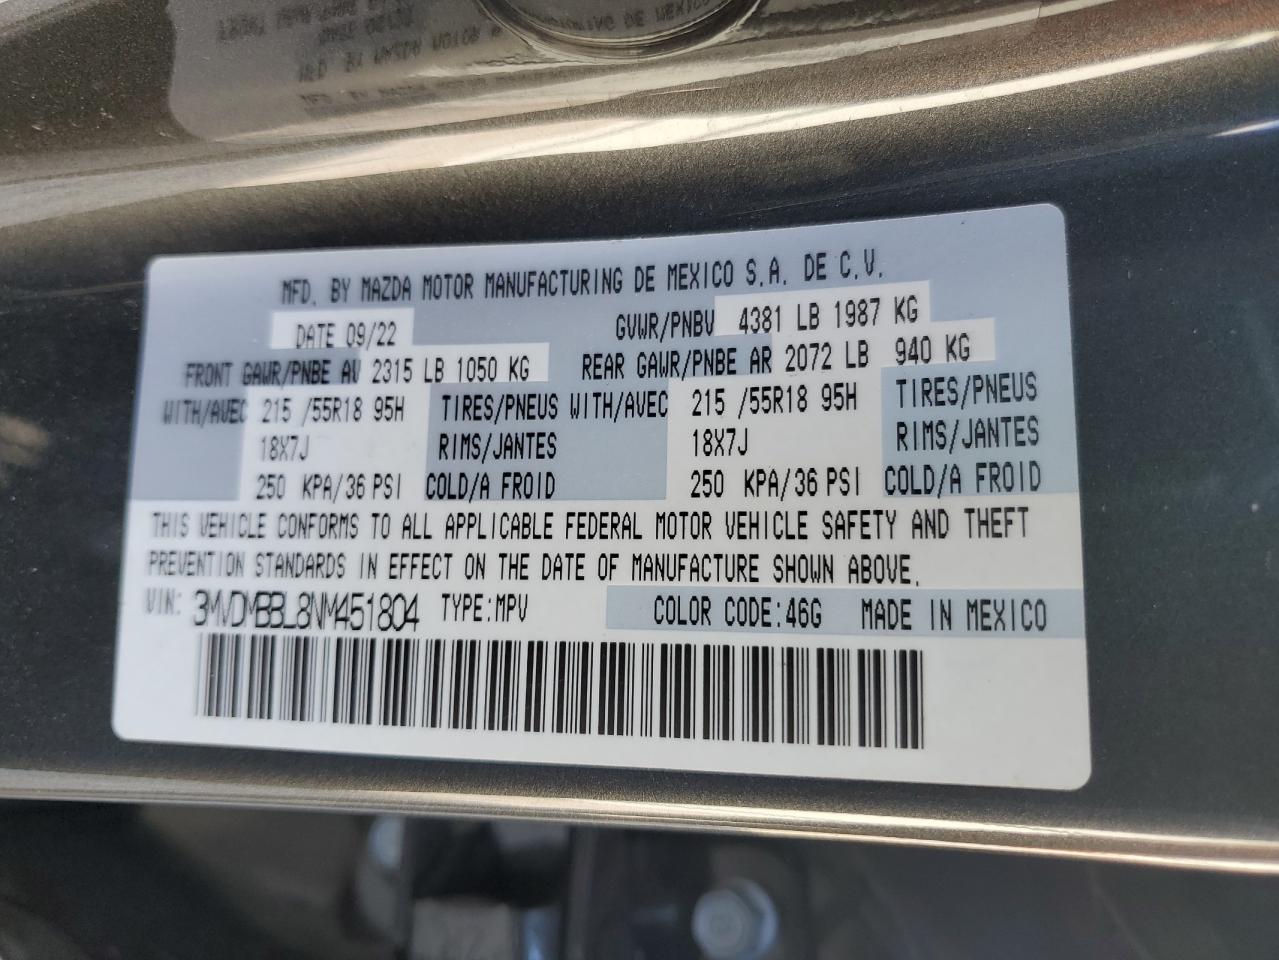 MFD. BY MAZDA MOTOR MANUFACTURING DE MEXICO S.A. DE C.V.
DATE 09/22 GVWR/PNBV 4381 LB 1987 KG
FRONT GAWR/PNBE AV 2315 LB 1050 KG REAR GAWR/PNBE AR 2072 LB 940 KG
WITH/AVEC 215 /55R18 95H TIRES/PNEUS WITH/AVEC 215 /55R18 95H TIRES/PNEUS
18X7J RIMS/JANTES 18X7J RIMS/JANTES
250 KPA/36 PSI COLD/A FROID 250 KPA/36 PSI COLD/A FROID
THIS VEHICLE CONFORMS TO ALL APPLICABLE FEDERAL MOTOR VEHICLE SAFETY AND THEFT
PREVENTION STANDARDS IN EFFECT ON THE DATE OF MANUFACTURE SHOWN ABOVE.
VIN: 3MVDMBBL8NM451804 TYPE:MPV COLOR CODE:46G MADE IN MEXICO